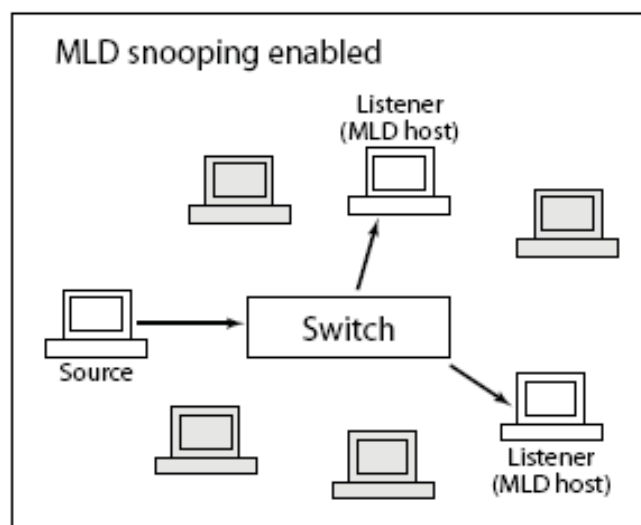 MLD snooping enabled
Listener
(MLD host)
Switch
Source
Listener
(MLD host)